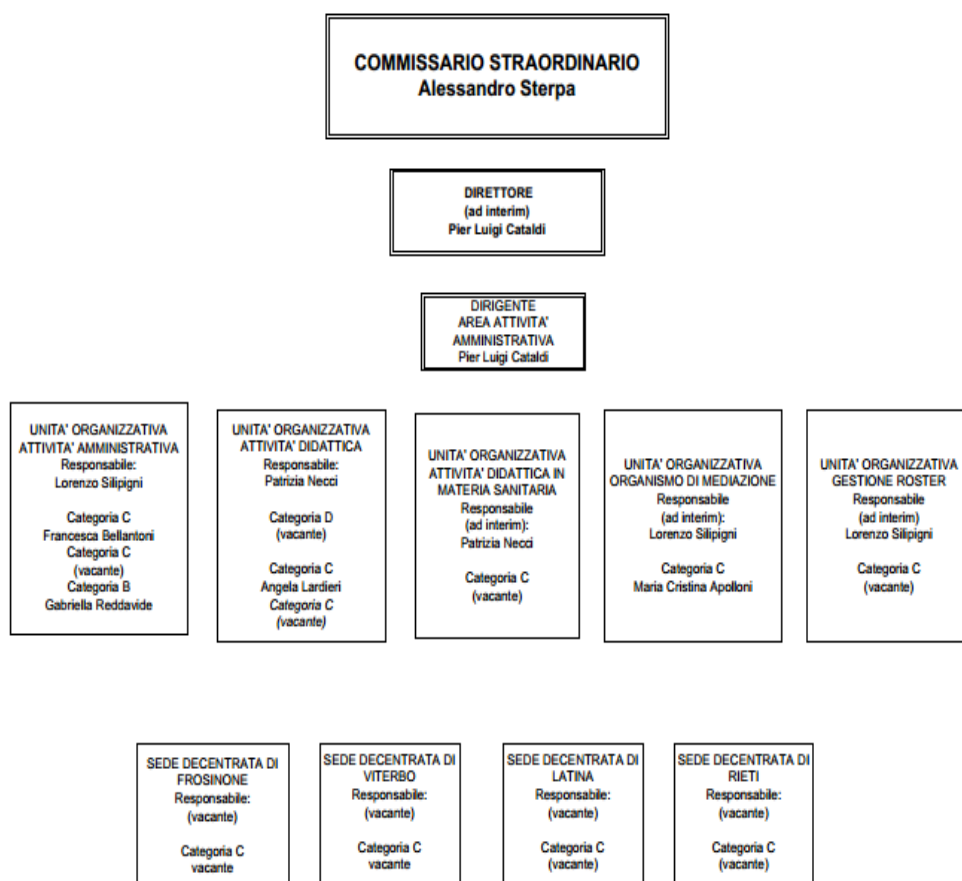 COMMISSARIO STRAORDINARIO
Alessandro Sterpa
DIRETTORE
(ad interim)
Pier Luigi Cataldi
DIRIGENTE
AREA ATTIVITA'
AMMINISTRATIVA
Pier Luigi Cataldi
UNITA' ORGANIZZATIVA
ATTIVITA' AMMINISTRATIVA
Responsabile:
Lorenzo Silipigni
Categoria C
Francesca Bellantoni
Categoria C
(vacante)
Categoria B
Gabriella Reddavide
UNITA' ORGANIZZATIVA
ATTIVITA' DIDATTICA
Responsabile:
Patrizia Necci
Categoria D
(vacante)
Categoria C
Angela Lardieri
Categoria C
(vacante)
UNITA' ORGANIZZATIVA
ATTIVITA' DIDATTICA IN
MATERIA SANITARIA
Responsabile
(ad interim):
Patrizia Necci
Categoria C
(vacante)
UNITA' ORGANIZZATIVA
ORGANISMO DI MEDIAZIONE
Responsabile
(ad interim):
Lorenzo Silipigni
Categoria C
Maria Cristina Apolloni
UNITA' ORGANIZZATIVA
GESTIONE ROSTER
Responsabile
(ad interim)
Lorenzo Silipigni
Categoria C
(vacante)
SEDE DECENTRATA DI
FROSINONE
Responsabile:
(vacante)
Categoria C
vacante
SEDE DECENTRATA DI
VITERBO
Responsabile:
(vacante)
Categoria C
vacante
SEDE DECENTRATA DI
LATINA
Responsabile:
(vacante)
Categoria C
(vacante)
SEDE DECENTRATA DI
RIETI
Responsabile:
(vacante)
Categoria C
(vacante)